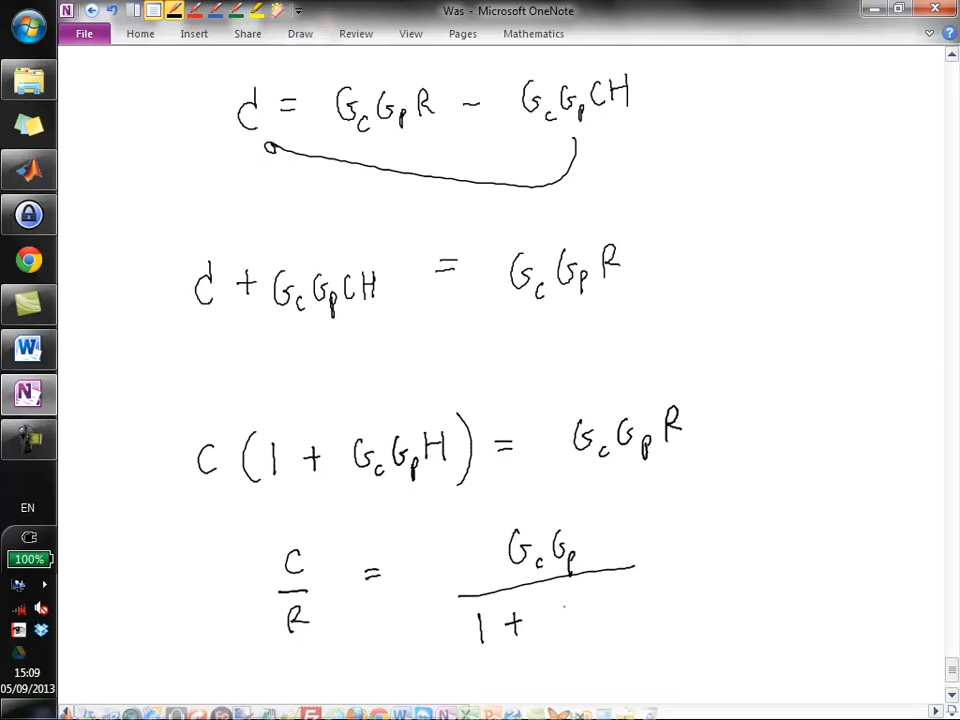 Was - Microsoft OneNote
File Home Insert Share Draw Review View Pages Mathematics
C = GcGpR - GcGpCH
C + GcGpCH = GcGpR
C (1 + GcGpH) = GcGpR
C/R = GcGp/1 +
EN
100%
15:09
05/09/2013